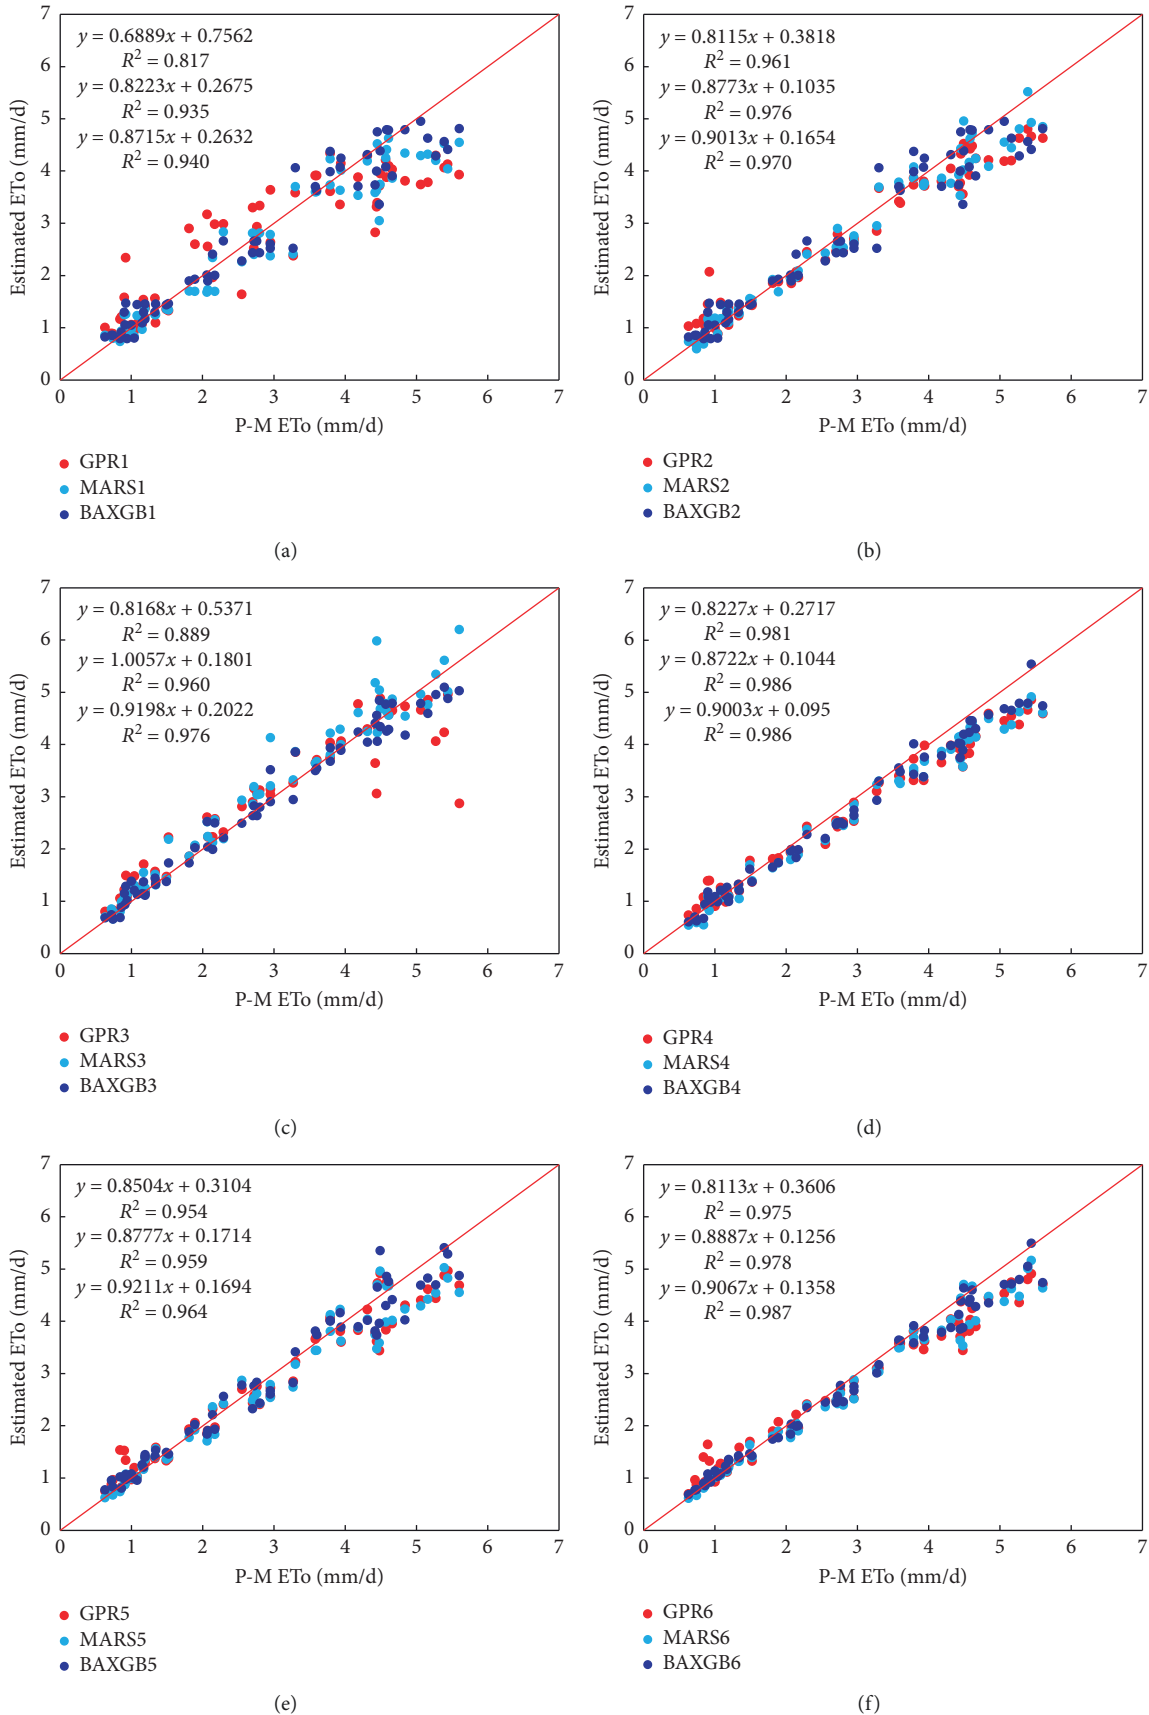 7
6
5
4
3
2
1
0
Estimated ETo (mm/d)
y = 0.6889x + 0.7562
R² = 0.817
y = 0.8223x + 0.2675
R² = 0.935
y = 0.8715x + 0.2632
R² = 0.940
0 1 2 3 4 5 6 7
P-M ETo (mm/d)
GPR1
MARS1
BAXGB1
(a)
7
6
5
4
3
2
1
0
Estimated ETo (mm/d)
y = 0.8115x + 0.3818
R² = 0.961
y = 0.8773x + 0.1035
R² = 0.976
y = 0.9013x + 0.1654
R² = 0.970
0 1 2 3 4 5 6 7
P-M ETo (mm/d)
GPR2
MARS2
BAXGB2
(b)
7
6
5
4
3
2
1
0
Estimated ETo (mm/d)
y = 0.8168x + 0.5371
R² = 0.889
y = 1.0057x + 0.1801
R² = 0.960
y = 0.9198x + 0.2022
R² = 0.976
0 1 2 3 4 5 6 7
P-M ETo (mm/d)
GPR3
MARS3
BAXGB3
(c)
7
6
5
4
3
2
1
0
Estimated ETo (mm/d)
y = 0.8227x + 0.2717
R² = 0.981
y = 0.8722x + 0.1044
R² = 0.986
y = 0.9003x + 0.095
R² = 0.986
0 1 2 3 4 5 6 7
P-M ETo (mm/d)
GPR4
MARS4
BAXGB4
(d)
7
6
5
4
3
2
1
0
Estimated ETo (mm/d)
y = 0.8504x + 0.3104
R² = 0.954
y = 0.8777x + 0.1714
R² = 0.959
y = 0.9211x + 0.1694
R² = 0.964
0 1 2 3 4 5 6 7
P-M ETo (mm/d)
GPR5
MARS5
BAXGB5
(e)
7
6
5
4
3
2
1
0
Estimated ETo (mm/d)
y = 0.8113x + 0.3606
R² = 0.975
y = 0.8887x + 0.1256
R² = 0.978
y = 0.9067x + 0.1358
R² = 0.987
0 1 2 3 4 5 6 7
P-M ETo (mm/d)
GPR6
MARS6
BAXGB6
(f)